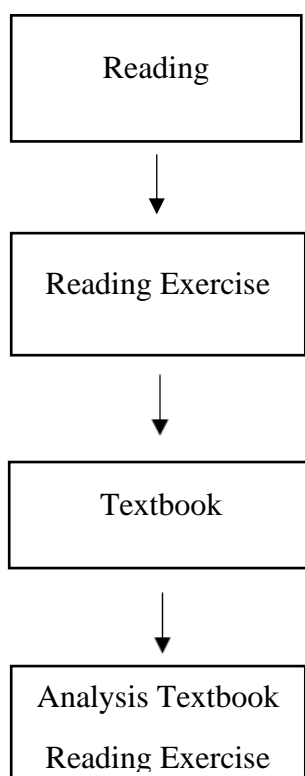 Reading
Reading Exercise
Textbook
Analysis Textbook
Reading Exercise